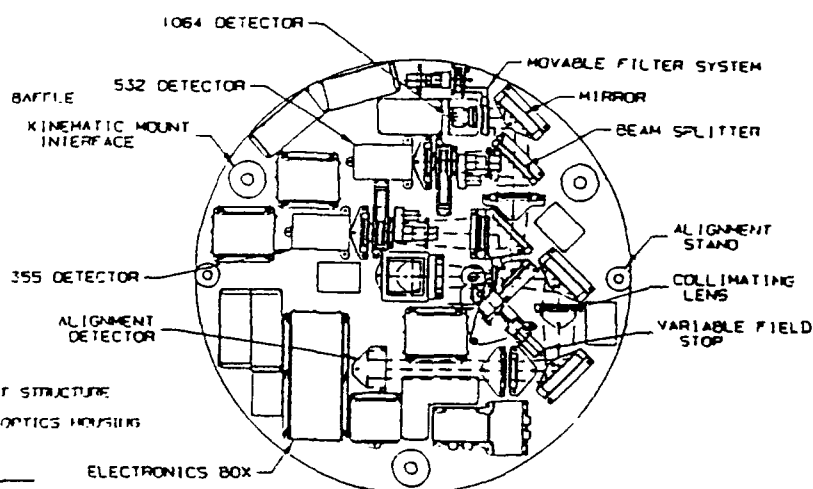 1064 DETECTOR
MOVABLE FILTER SYSTEM
532 DETECTOR
MIRROR
BAFFLE
KINEMATIC MOUNT
INTERFACE
BEAM SPLITTER
ALIGNMENT
STAND
355 DETECTOR
COLLIMATING
LENS
ALIGNMENT
DETECTOR
VARIABLE FIELD
STOP
T STRUCTURE
OPTICS HOUSING
ELECTRONICS BOX